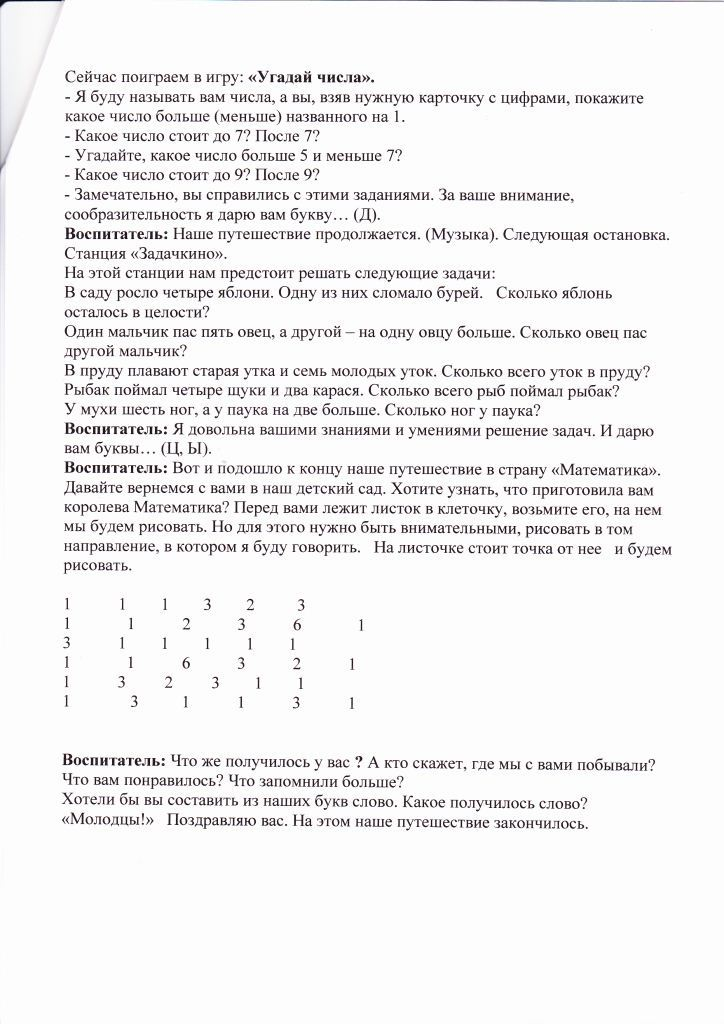 Сейчас поиграем в игру: «Угадай числа».
- Я буду называть вам числа, а вы, взяв нужную карточку с цифрами, покажите
какое число больше (меньше) названного на 1.
- Какое число стоит до 7? После 7?
- Угадайте, какое число больше 5 и меньше 7?
- Какое число стоит до 9? После 9?
- Замечательно, вы справились с этими заданиями. За ваше внимание,
сообразительность я дарю вам букву… (Д).
Воспитатель: Наше путешествие продолжается. (Музыка). Следующая остановка.
Станция «Задачкино».
На этой станции нам предстоит решать следующие задачи:
В саду росло четыре яблони. Одну из них сломало бурей. Сколько яблонь
осталось в целости?
Один мальчик пас пять овец, а другой – на одну овцу больше. Сколько овец пас
другой мальчик?
В пруду плавают старая утка и семь молодых уток. Сколько всего уток в пруду?
Рыбак поймал четыре щуки и два карася. Сколько всего рыб поймал рыбак?
У мухи шесть ног, а у паука на две больше. Сколько ног у паука?
Воспитатель: Я довольна вашими знаниями и умениями решение задач. И дарю
вам буквы… (Ц, Ы).
Воспитатель: Вот и подошло к концу наше путешествие в страну «Математика».
Давайте вернемся с вами в наш детский сад. Хотите узнать, что приготовила вам
королева Математика? Перед вами лежит листок в клеточку, возьмите его, на нем
мы будем рисовать. Но для этого нужно быть внимательными, рисовать в том
направление, в котором я буду говорить. На листочке стоит точка от нее и будем
рисовать.
1 1 1 3 2 3
1 1 2 3 6 1
3 1 1 1 1 1
1 1 6 3 2 1
1 3 2 3 1 1
1 3 1 1 3 1
Воспитатель: Что же получилось у вас ? А кто скажет, где мы с вами побывали?
Что вам понравилось? Что запомнили больше?
Хотели бы вы составить из наших букв слово. Какое получилось слово?
«Молодцы!» Поздравляю вас. На этом наше путешествие закончилось.